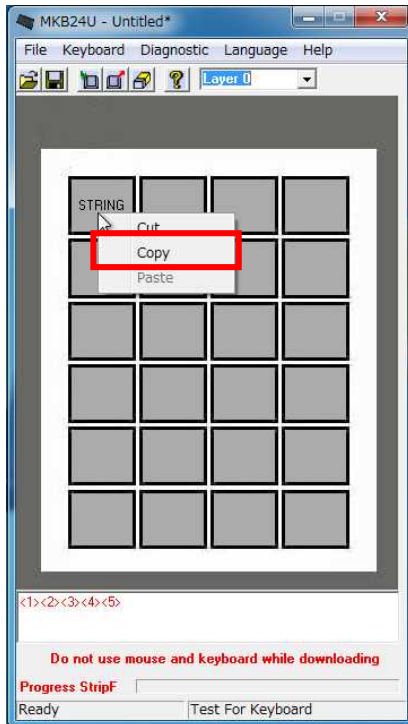 MKB24U - Untitled*
File Keyboard Diagnostic Language Help
Layer 0
STRING
Cut
Copy
Paste
<1><2><3><4><5>
Do not use mouse and keyboard while downloading
Progress StripF
Ready Test For Keyboard